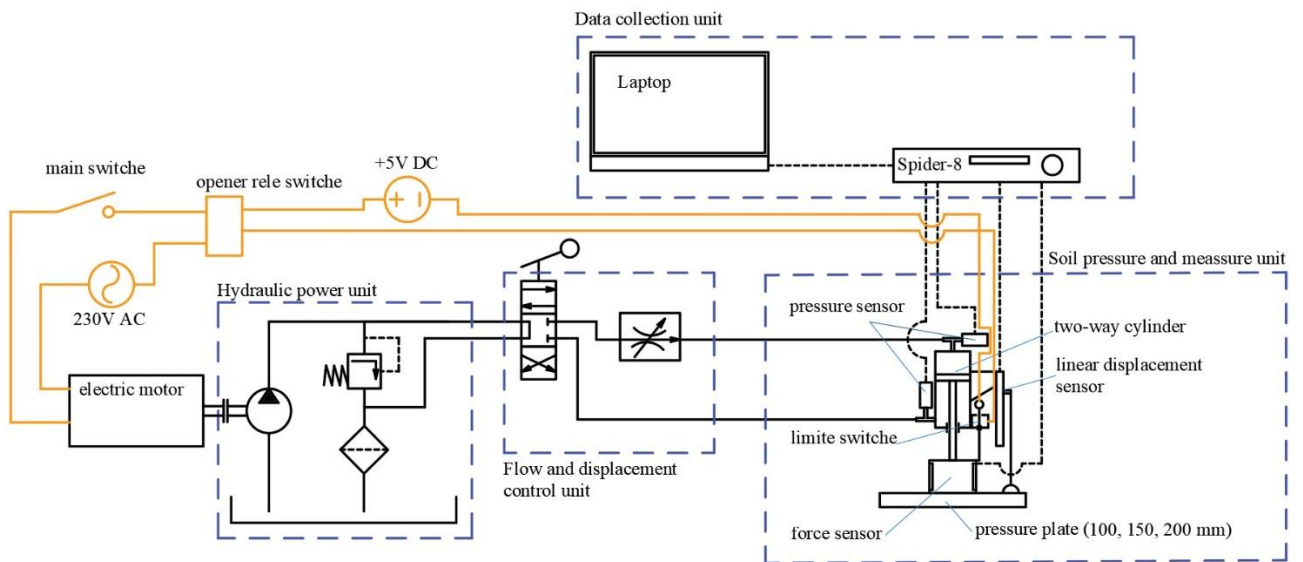 Data collection unit
Laptop
+5V DC
Spider-8
main switche
opener rele switche
Soil pressure and meassure unit
Hydraulic power unit
230V AC
pressure sensor
two-way cylinder
linear displacement
sensor
electric motor
limite switche
Flow and displacement
control unit
force sensor
pressure plate (100, 150, 200 mm)